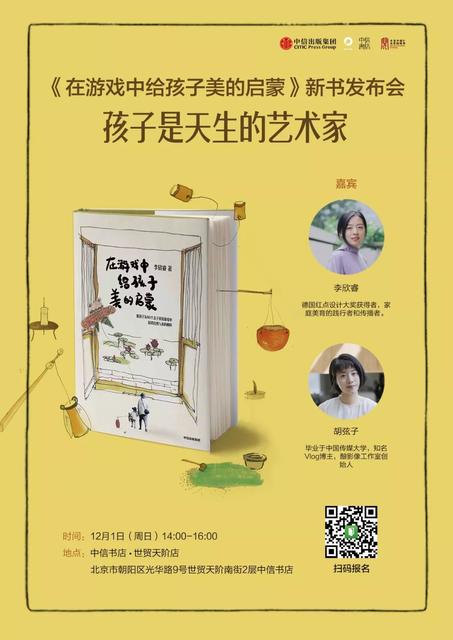 中信出版集团
CITIC Press Group
中信
书店
《在游戏中给孩子美的启蒙》新书发布会
孩子是天生的艺术家
嘉宾
李欣睿
德国红点设计大奖获得者，家
庭美育的践行者和传播者。
胡弦子
毕业于中国传媒大学，知名
Vlog博主，颠影像工作室创
始人
在游戏中
给孩子
美的启蒙
李欣睿 著
中信出版集团
时间：12月1日（周日）14:00-16:00
地点：中信书店·世贸天阶店
北京市朝阳区光华路9号世贸天阶南街2层中信书店
扫码报名